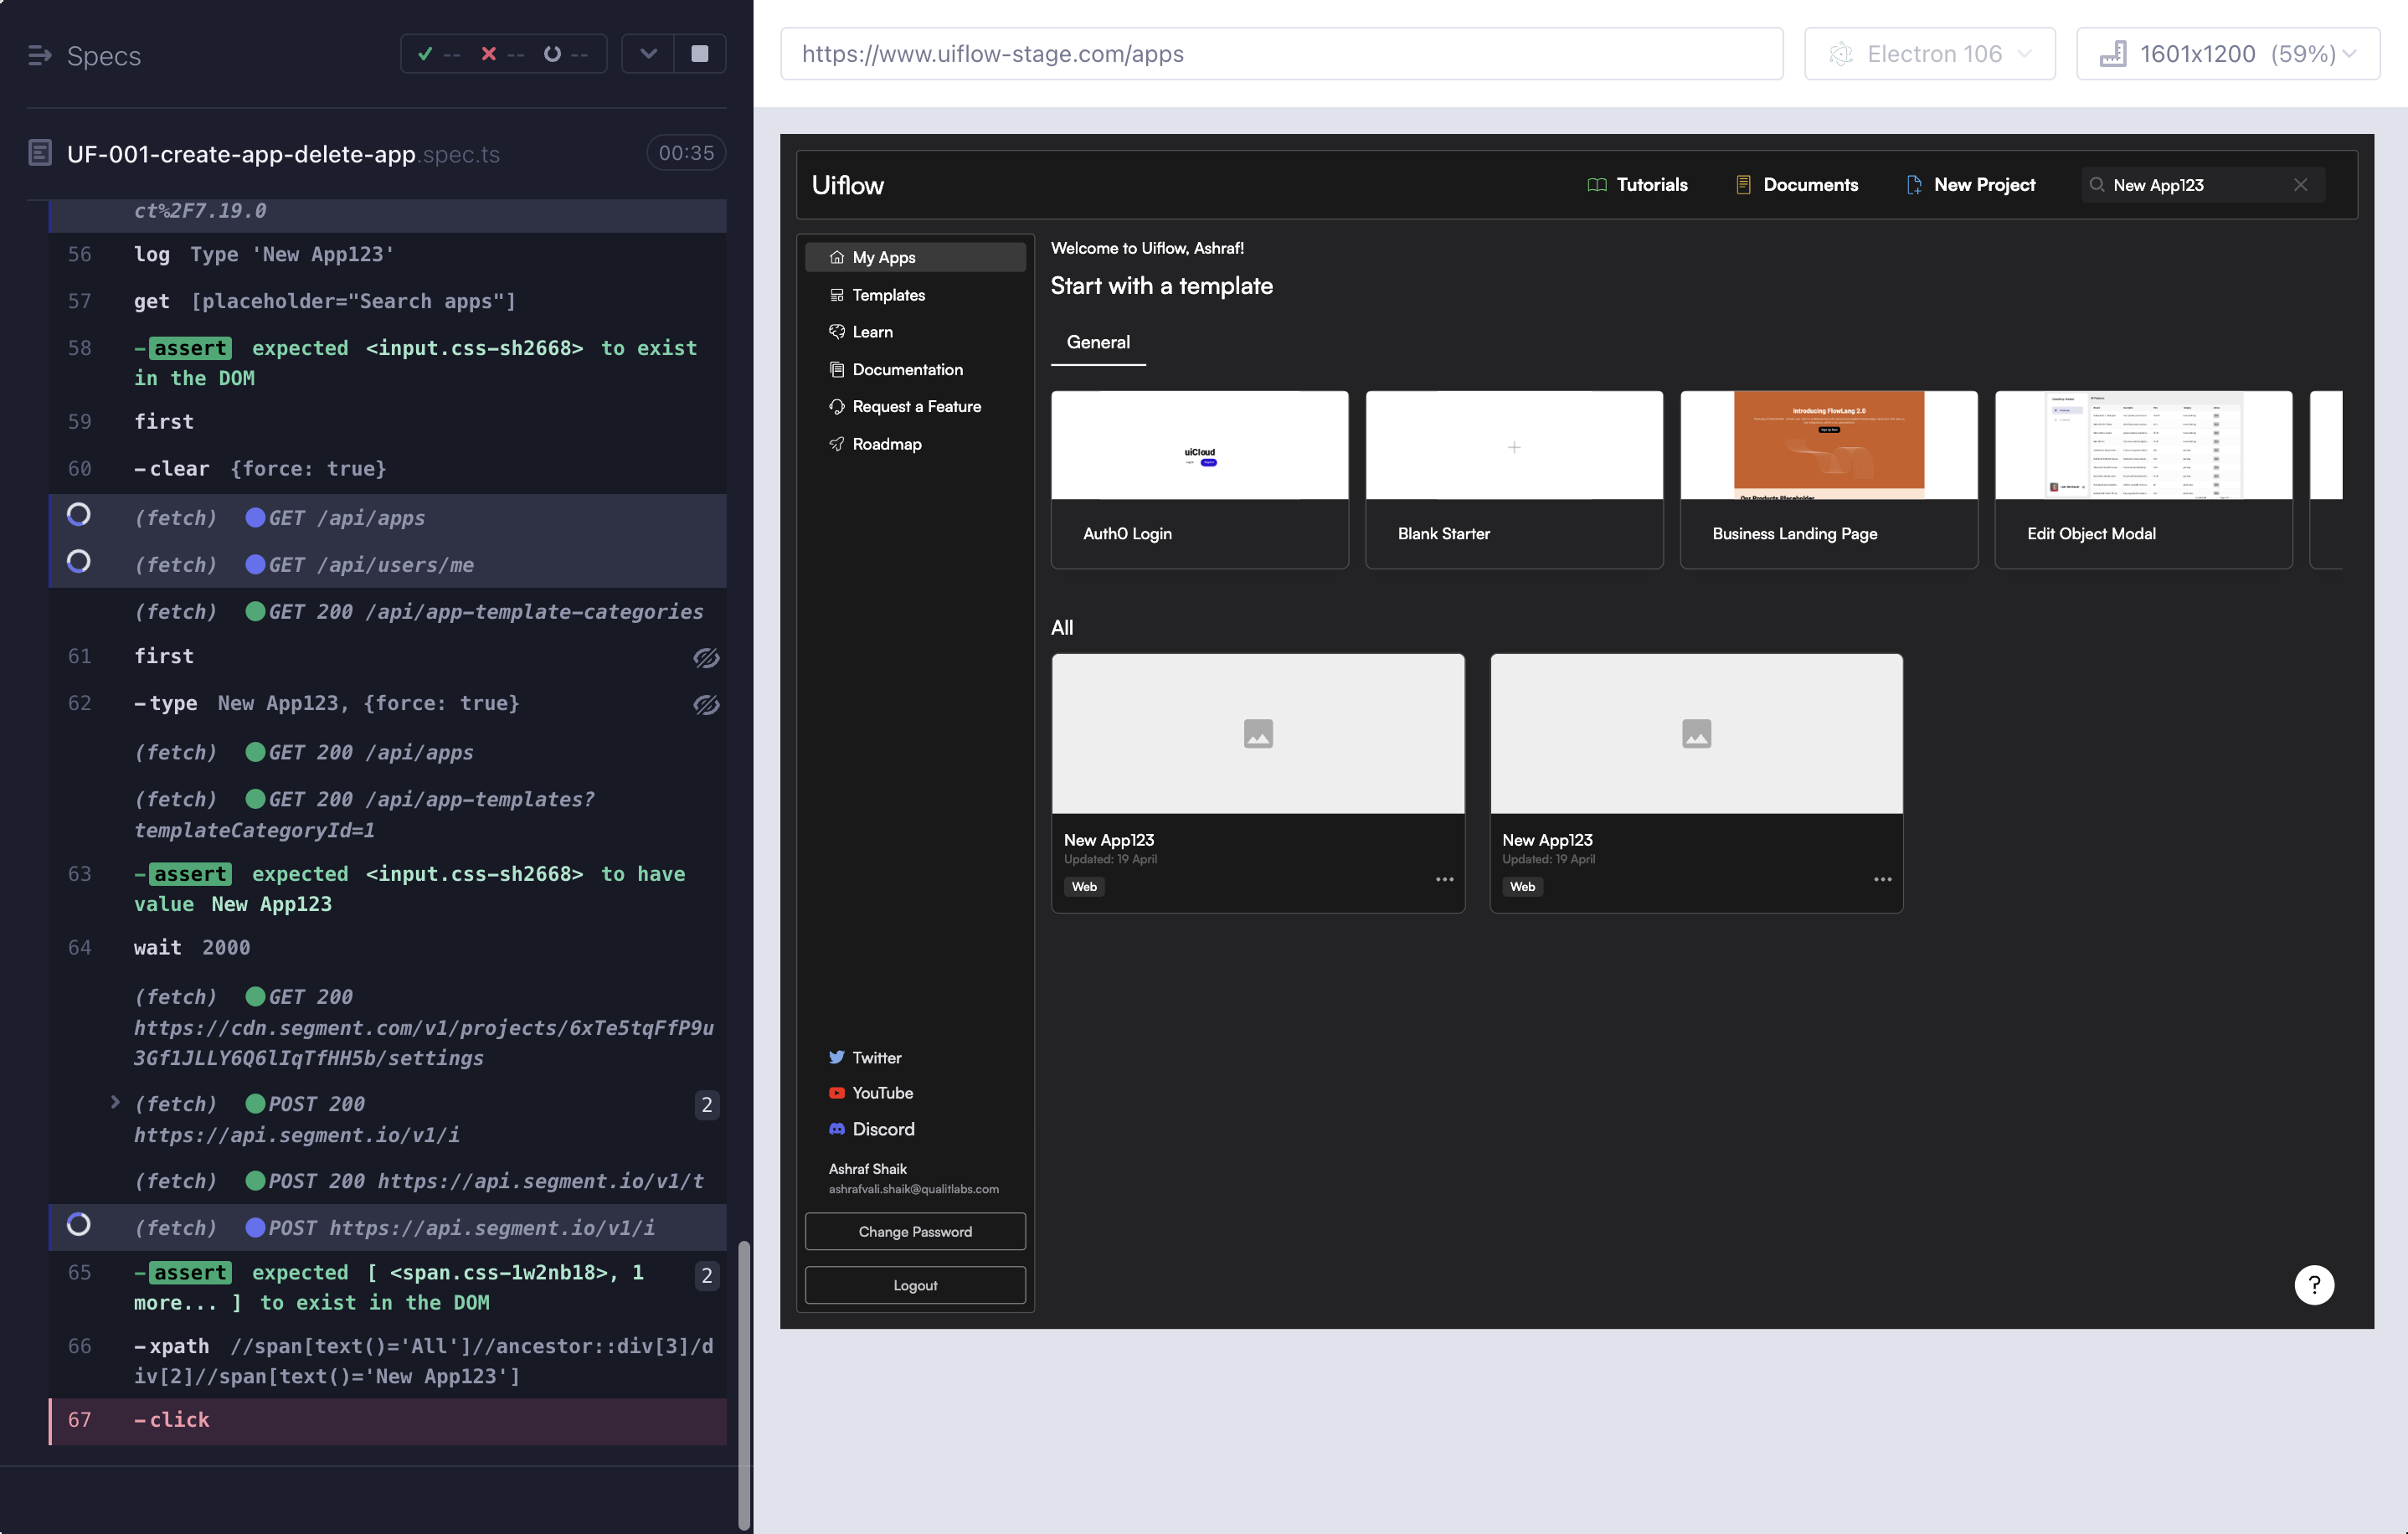 Specs
-- -- --
UF-001-create-app-delete-app.spec.ts 00:35
ct%2F7.19.0
56 log Type 'New App123'
57 get [placeholder="Search apps"]
58 -assert expected <input.css-sh2668> to exist
in the DOM
59 first
60 -clear {force: true}
(fetch) GET /api/apps
(fetch) GET /api/users/me
(fetch) GET 200 /api/app-template-categories
61 first
62 -type New App123, {force: true}
(fetch) GET 200 /api/apps
(fetch) GET 200 /api/app-templates?
templateCategoryId=1
63 -assert expected <input.css-sh2668> to have
value New App123
64 wait 2000
(fetch) GET 200
https://cdn.segment.com/v1/projects/6xTe5tqFfP9u
3Gf1JLLY6Q6lIqTfHH5b/settings
(fetch) POST 200 2
https://api.segment.io/v1/i
(fetch) POST 200 https://api.segment.io/v1/t
(fetch) POST https://api.segment.io/v1/i
65 -assert expected [ <span.css-1w2nb18>, 1 2
more... ] to exist in the DOM
66 -xpath //span[text()='All']//ancestor::div[3]/d
iv[2]//span[text()='New App123']
67 -click
https://www.uiflow-stage.com/apps
Electron 106
1601x1200 (59%)
Uiflow
Tutorials
Documents
New Project
New App123
My Apps
Templates
Learn
Documentation
Request a Feature
Roadmap
Twitter
YouTube
Discord
Ashraf Shaik
ashrafvali.shaik@qualitlabs.com
Change Password
Logout
Welcome to Uiflow, Ashraf!
Start with a template
General
uiCloud
Auth0 Login
Blank Starter
Introducing FlowLang 2.0
Our Products Placeholder
Business Landing Page
Edit Object Modal
All
New App123
Updated: 19 April
Web
New App123
Updated: 19 April
Web
?